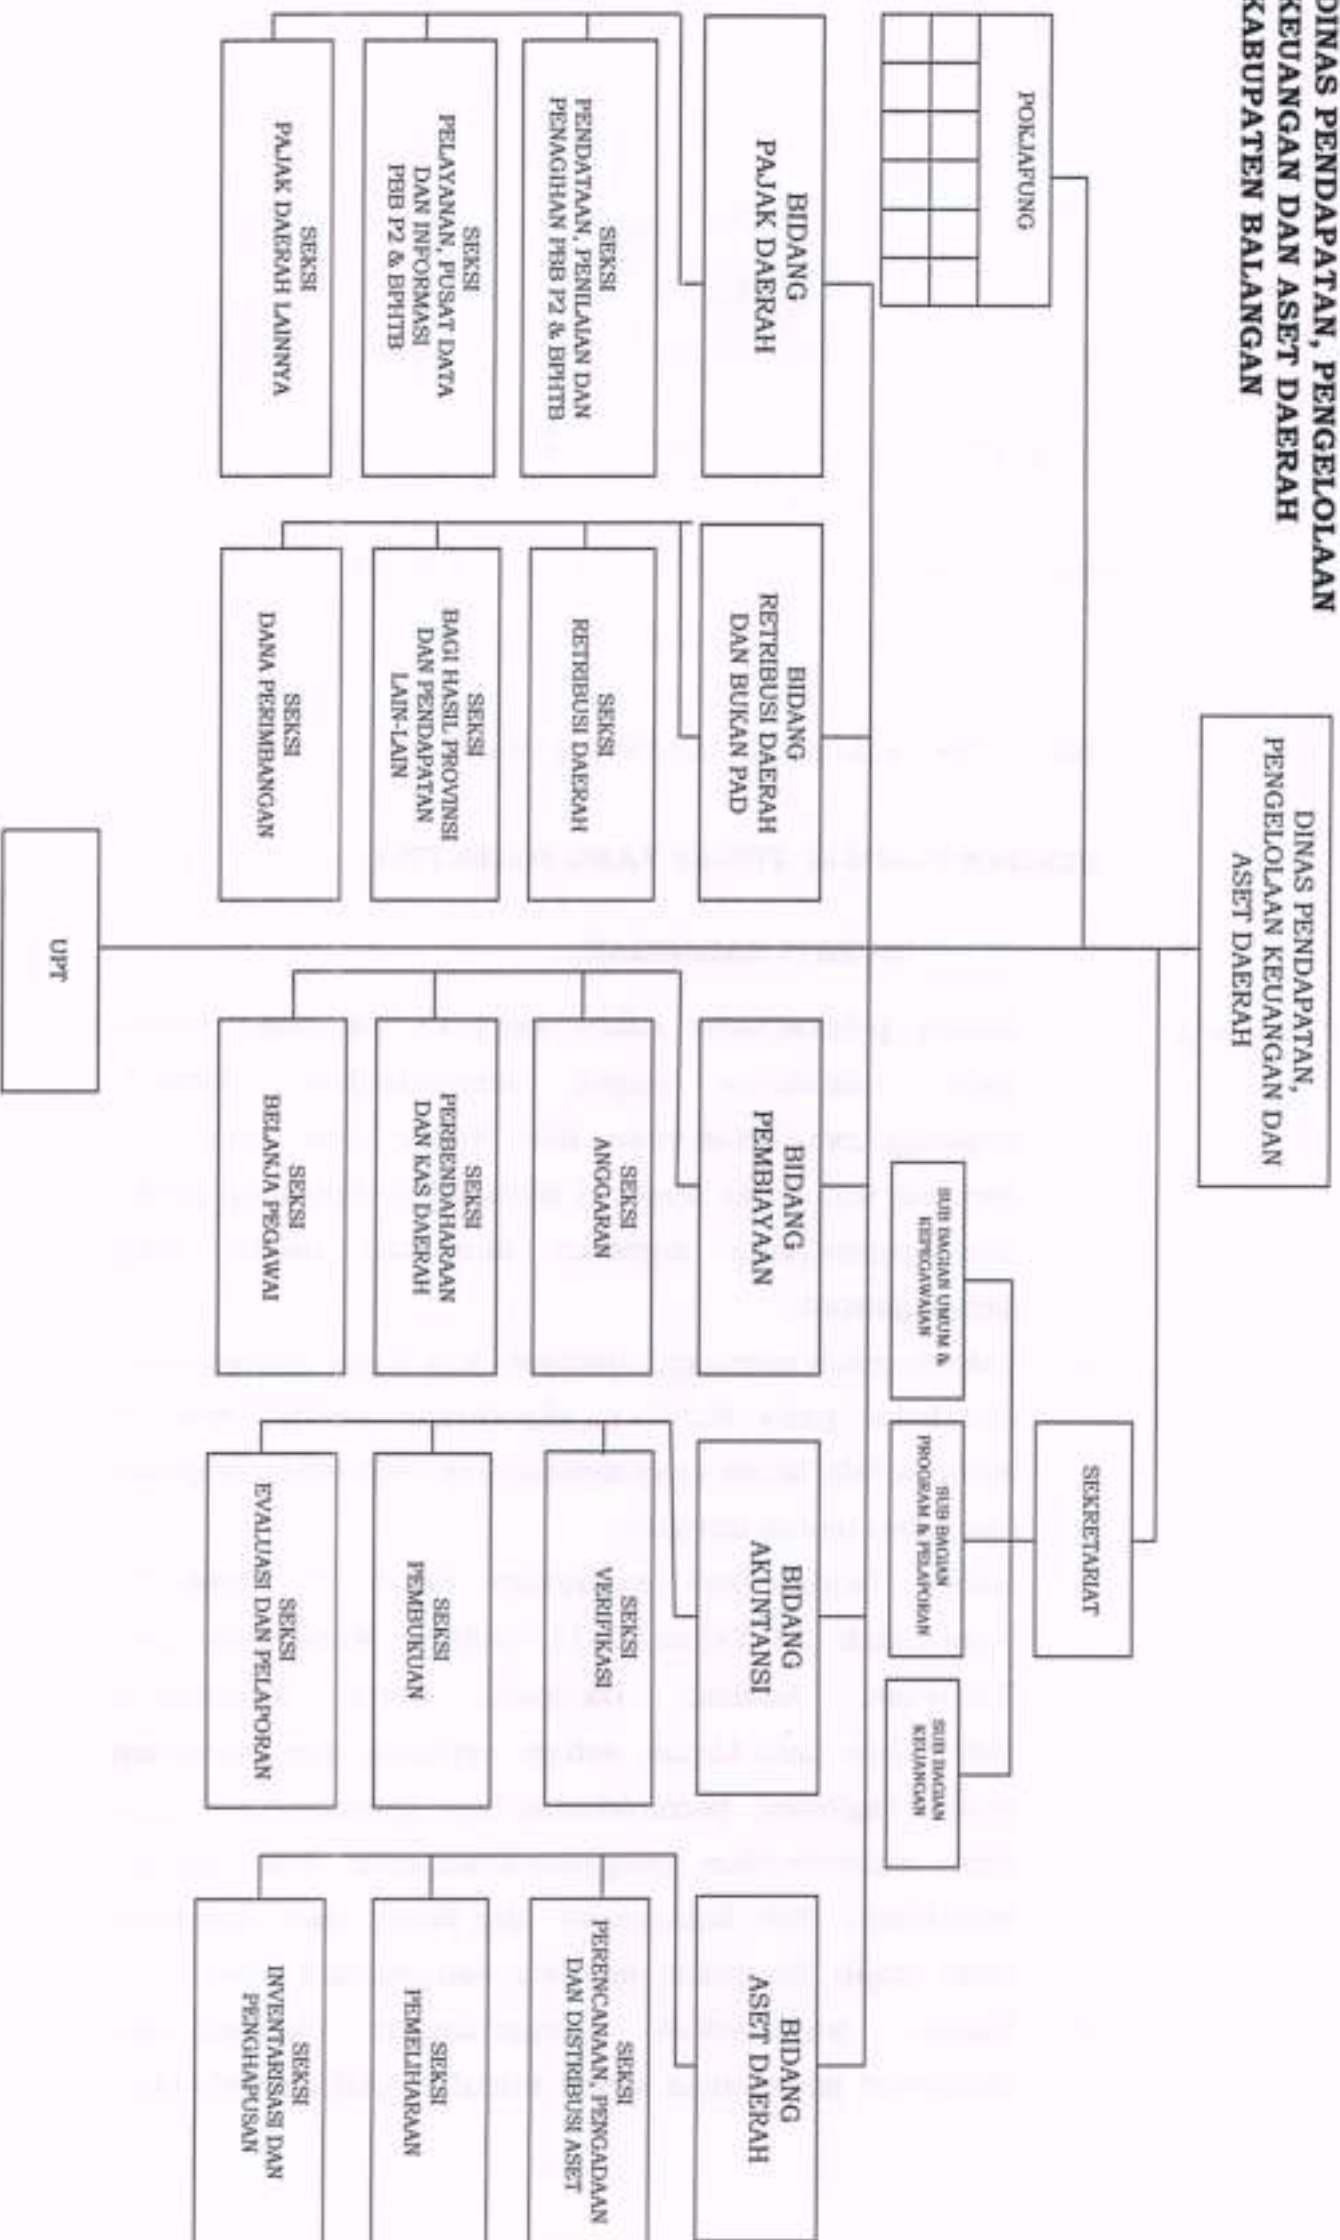 DINAS PENDAPATAN, PENGELOLAAN
KEUANGAN DAN ASET DAERAH
KABUPATEN BALANGAN
DINAS PENDAPATAN,
PENGELOLAAN KEUANGAN DAN
ASET DAERAH
POKJAFUNG
SEKRETARIAT
SUB BAGIAN UMUM &
KEPEGAWAIAN
SUB BAGIAN
PROGRAM & PELAPORAN
SUB BAGIAN
KEUANGAN
BIDANG
PAJAK DAERAH
SEKSI
PENDATAAN, PENILAIAN DAN
PENAGIHAN PBB P2 & BPHTB
SEKSI
PELAYANAN, PUSAT DATA
DAN INFORMASI
PBB P2 & BPHTB
SEKSI
PAJAK DAERAH LAINNYA
BIDANG
RETRIBUSI DAERAH
DAN BUKAN PAD
SEKSI
RETRIBUSI DAERAH
SEKSI
BAGI HASIL PROVINSI
DAN PENDAPATAN
LAIN-LAIN
SEKSI
DANA PERIMBANGAN
BIDANG
PEMBIAYAAN
SEKSI
ANGGARAN
SEKSI
PERBENDAHARAAN
DAN KAS DAERAH
SEKSI
BELANJA PEGAWAI
BIDANG
AKUNTANSI
SEKSI
VERIFIKASI
SEKSI
PEMBUKUAN
SEKSI
EVALUASI DAN PELAPORAN
BIDANG
ASET DAERAH
SEKSI
PERENCANAAN, PENGADAAN
DAN DISTRIBUSI ASET
SEKSI
PEMELIHARAAN
SEKSI
INVENTARISASI DAN
PENGHAPUSAN
UPT